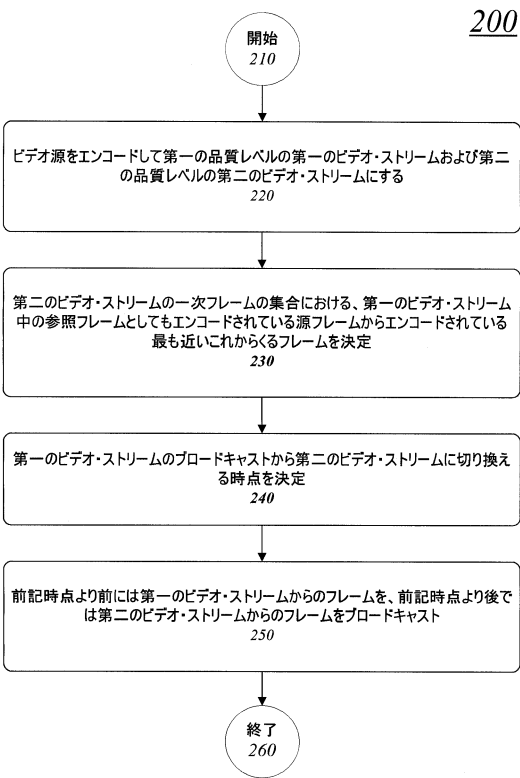 200
開始
210
ビデオ源をエンコードして第一の品質レベルの第一のビデオ・ストリームおよび第二
の品質レベルの第二のビデオ・ストリームにする
220
第二のビデオ・ストリームの一次フレームの集合における、第一のビデオ・ストリーム
中の参照フレームとしてもエンコードされている源フレームからエンコードされている
最も近いこれからくるフレームを決定
230
第一のビデオ・ストリームのブロードキャストから第二のビデオ・ストリームに切り換え
る時点を決定
240
前記時点より前には第一のビデオ・ストリームからのフレームを、前記時点より後で
は第二のビデオ・ストリームからのフレームをブロードキャスト
250
終了
260